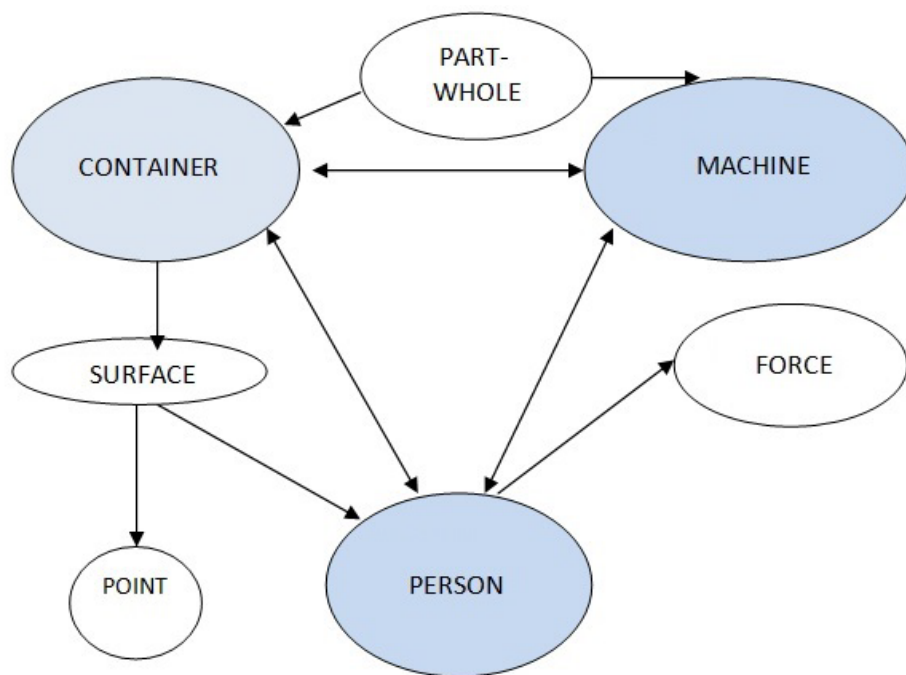 PART-
WHOLE
CONTAINER
MACHINE
SURFACE
FORCE
POINT
PERSON